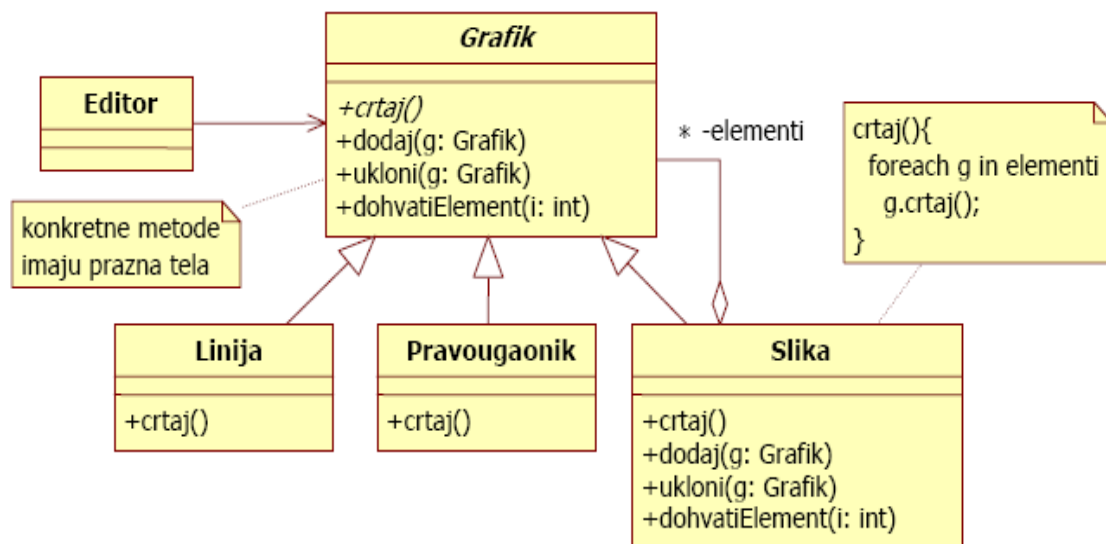 Grafik
+crtaj()
+dodaj(g: Grafik)
+ukloni(g: Grafik)
+dohvatiElement(i: int)
Editor
konkretne metode
imaju prazna tela
* -elementi
crtaj(){
foreach g in elementi
g.crtaj();
}
Linija
+crtaj()
Pravougaonik
+crtaj()
Slika
+crtaj()
+dodaj(g: Grafik)
+ukloni(g: Grafik)
+dohvatiElement(i: int)